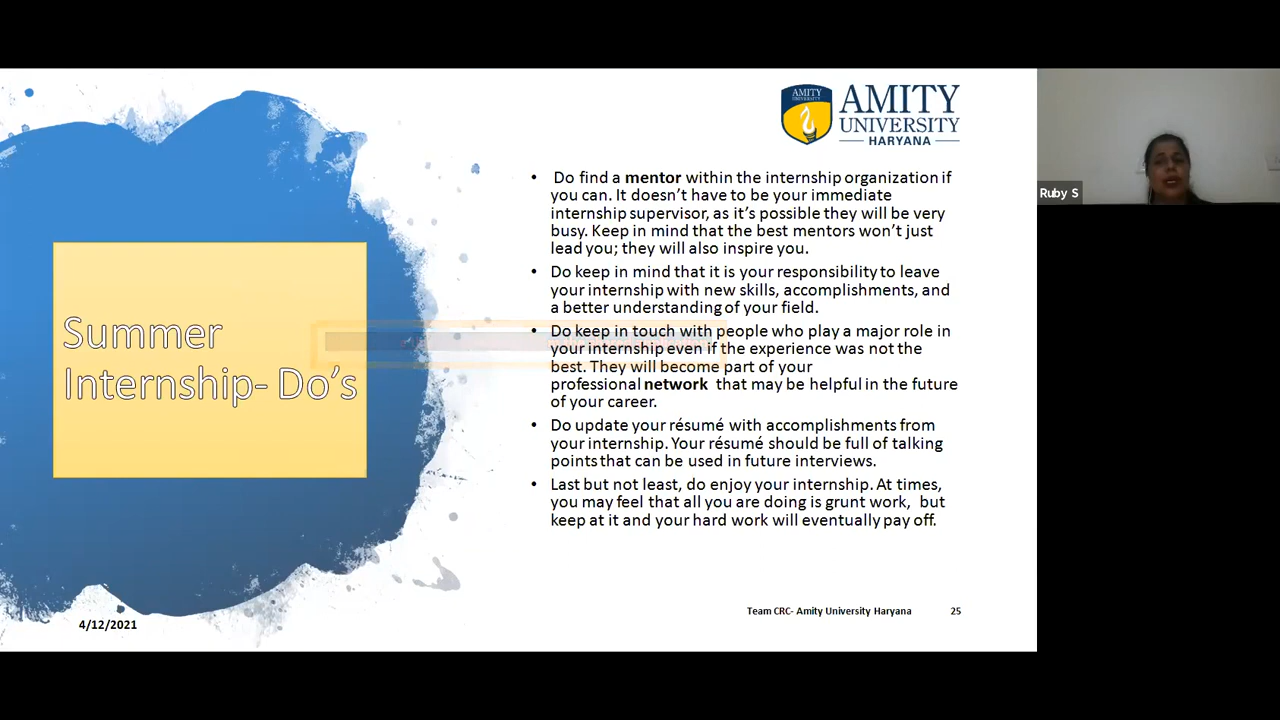 AMITY
UNIVERSITY
AMITY
UNIVERSITY
HARYANA
Ruby S
Summer
Internship- Do’s
• Do find a mentor within the internship organization if
you can. It doesn’t have to be your immediate
internship supervisor, as it’s possible they will be very
busy. Keep in mind that the best mentors won’t just
lead you; they will also inspire you.
• Do keep in mind that it is your responsibility to leave
your internship with new skills, accomplishments, and
a better understanding of your field.
• Do keep in touch with people who play a major role in
your internship even if the experience was not the
best. They will become part of your
professional network that may be helpful in the future
of your career.
• Do update your résumé with accomplishments from
your internship. Your résumé should be full of talking
points that can be used in future interviews.
• Last but not least, do enjoy your internship. At times,
you may feel that all you are doing is grunt work, but
keep at it and your hard work will eventually pay off.
4/12/2021
Team CRC- Amity University Haryana
25